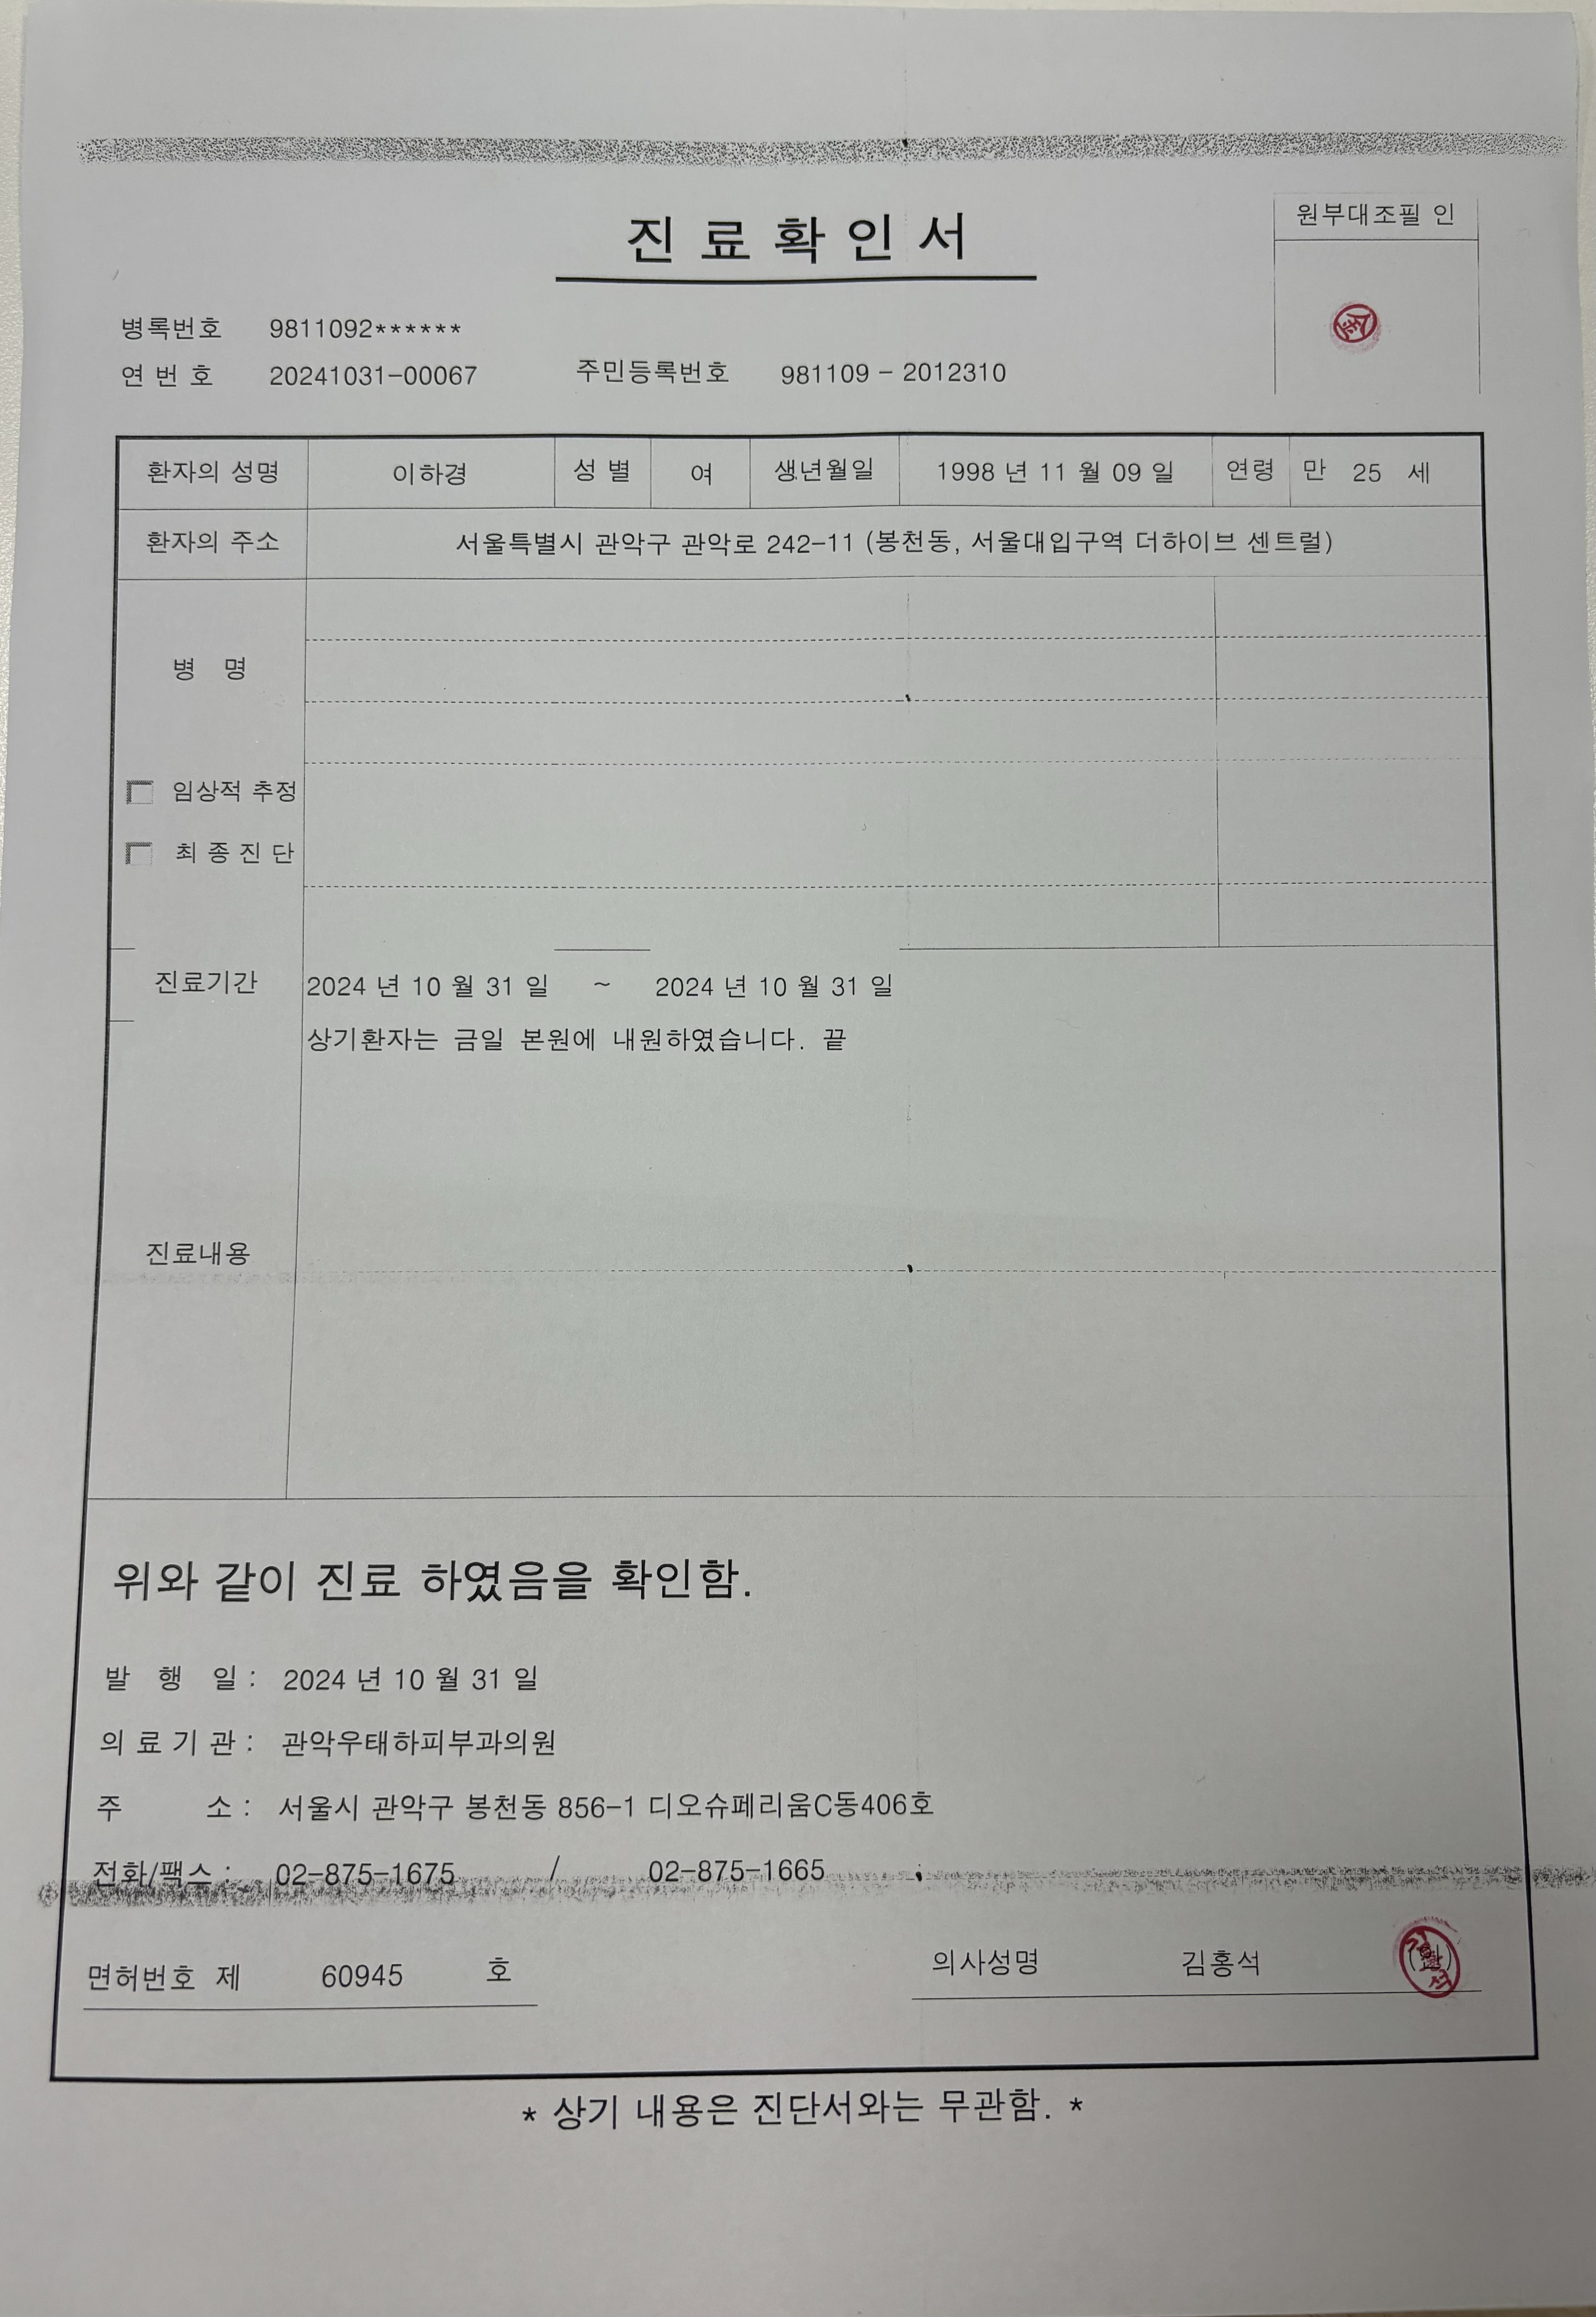 진료확인서
원부대조필 인
병록번호 9811092******
연번호 20241031-00067 주민등록번호 981109 - 2012310
환자의 성명 이하경 성별 여 생년월일 1998 년 11 월 09 일 연령 만 25 세
환자의 주소 서울특별시 관악구 관악로 242-11 (봉천동, 서울대입구역 더하이브 센트럴)
병 명
임상적 추정
최종진단
진료기간 2024 년 10 월 31 일 ~ 2024 년 10 월 31 일
상기환자는 금일 본원에 내원하였습니다. 끝
진료내용
위와 같이 진료 하였음을 확인함.
발 행 일 : 2024 년 10 월 31 일
의료기관 : 관악우태하피부과의원
주 소 : 서울시 관악구 봉천동 856-1 디오슈페리움C동406호
전화/팩스 : 02-875-1675 / 02-875-1665
면허번호 제 60945 호 의사성명 김홍석
* 상기 내용은 진단서와는 무관함. *